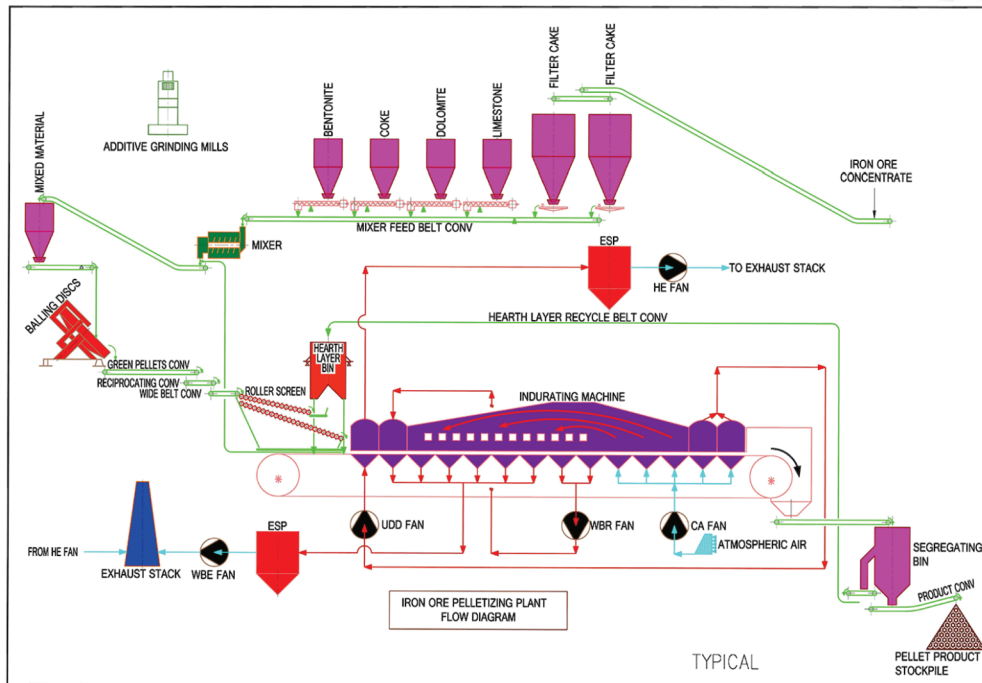 FILTER CAKE
FILTER CAKE
BENTONITE
COKE
DOLOMITE
LIMESTONE
ADDITIVE GRINDING MILLS
MIXED MATERIAL
IRON ORE
CONCENTRATE
MIXER FEED BELT CONV
MIXER
ESP
HE FAN
TO EXHAUST STACK
BALLING DISCS
HEARTH LAYER RECYCLE BELT CONV
HEARTH
LAYER
BIN
GREEN PELLETS CONV
RECIPROCATING CONV
WIDE BELT CONV
ROLLER SCREEN
INDURATING MACHINE
UDD FAN
WBR FAN
CA FAN
ATMOSPHERIC AIR
ESP
FROM HE FAN
EXHAUST STACK
WBE FAN
SEGREGATING
BIN
PRODUCT CONV
IRON ORE PELLETIZING PLANT
FLOW DIAGRAM
TYPICAL
PELLET PRODUCT
STOCKPILE